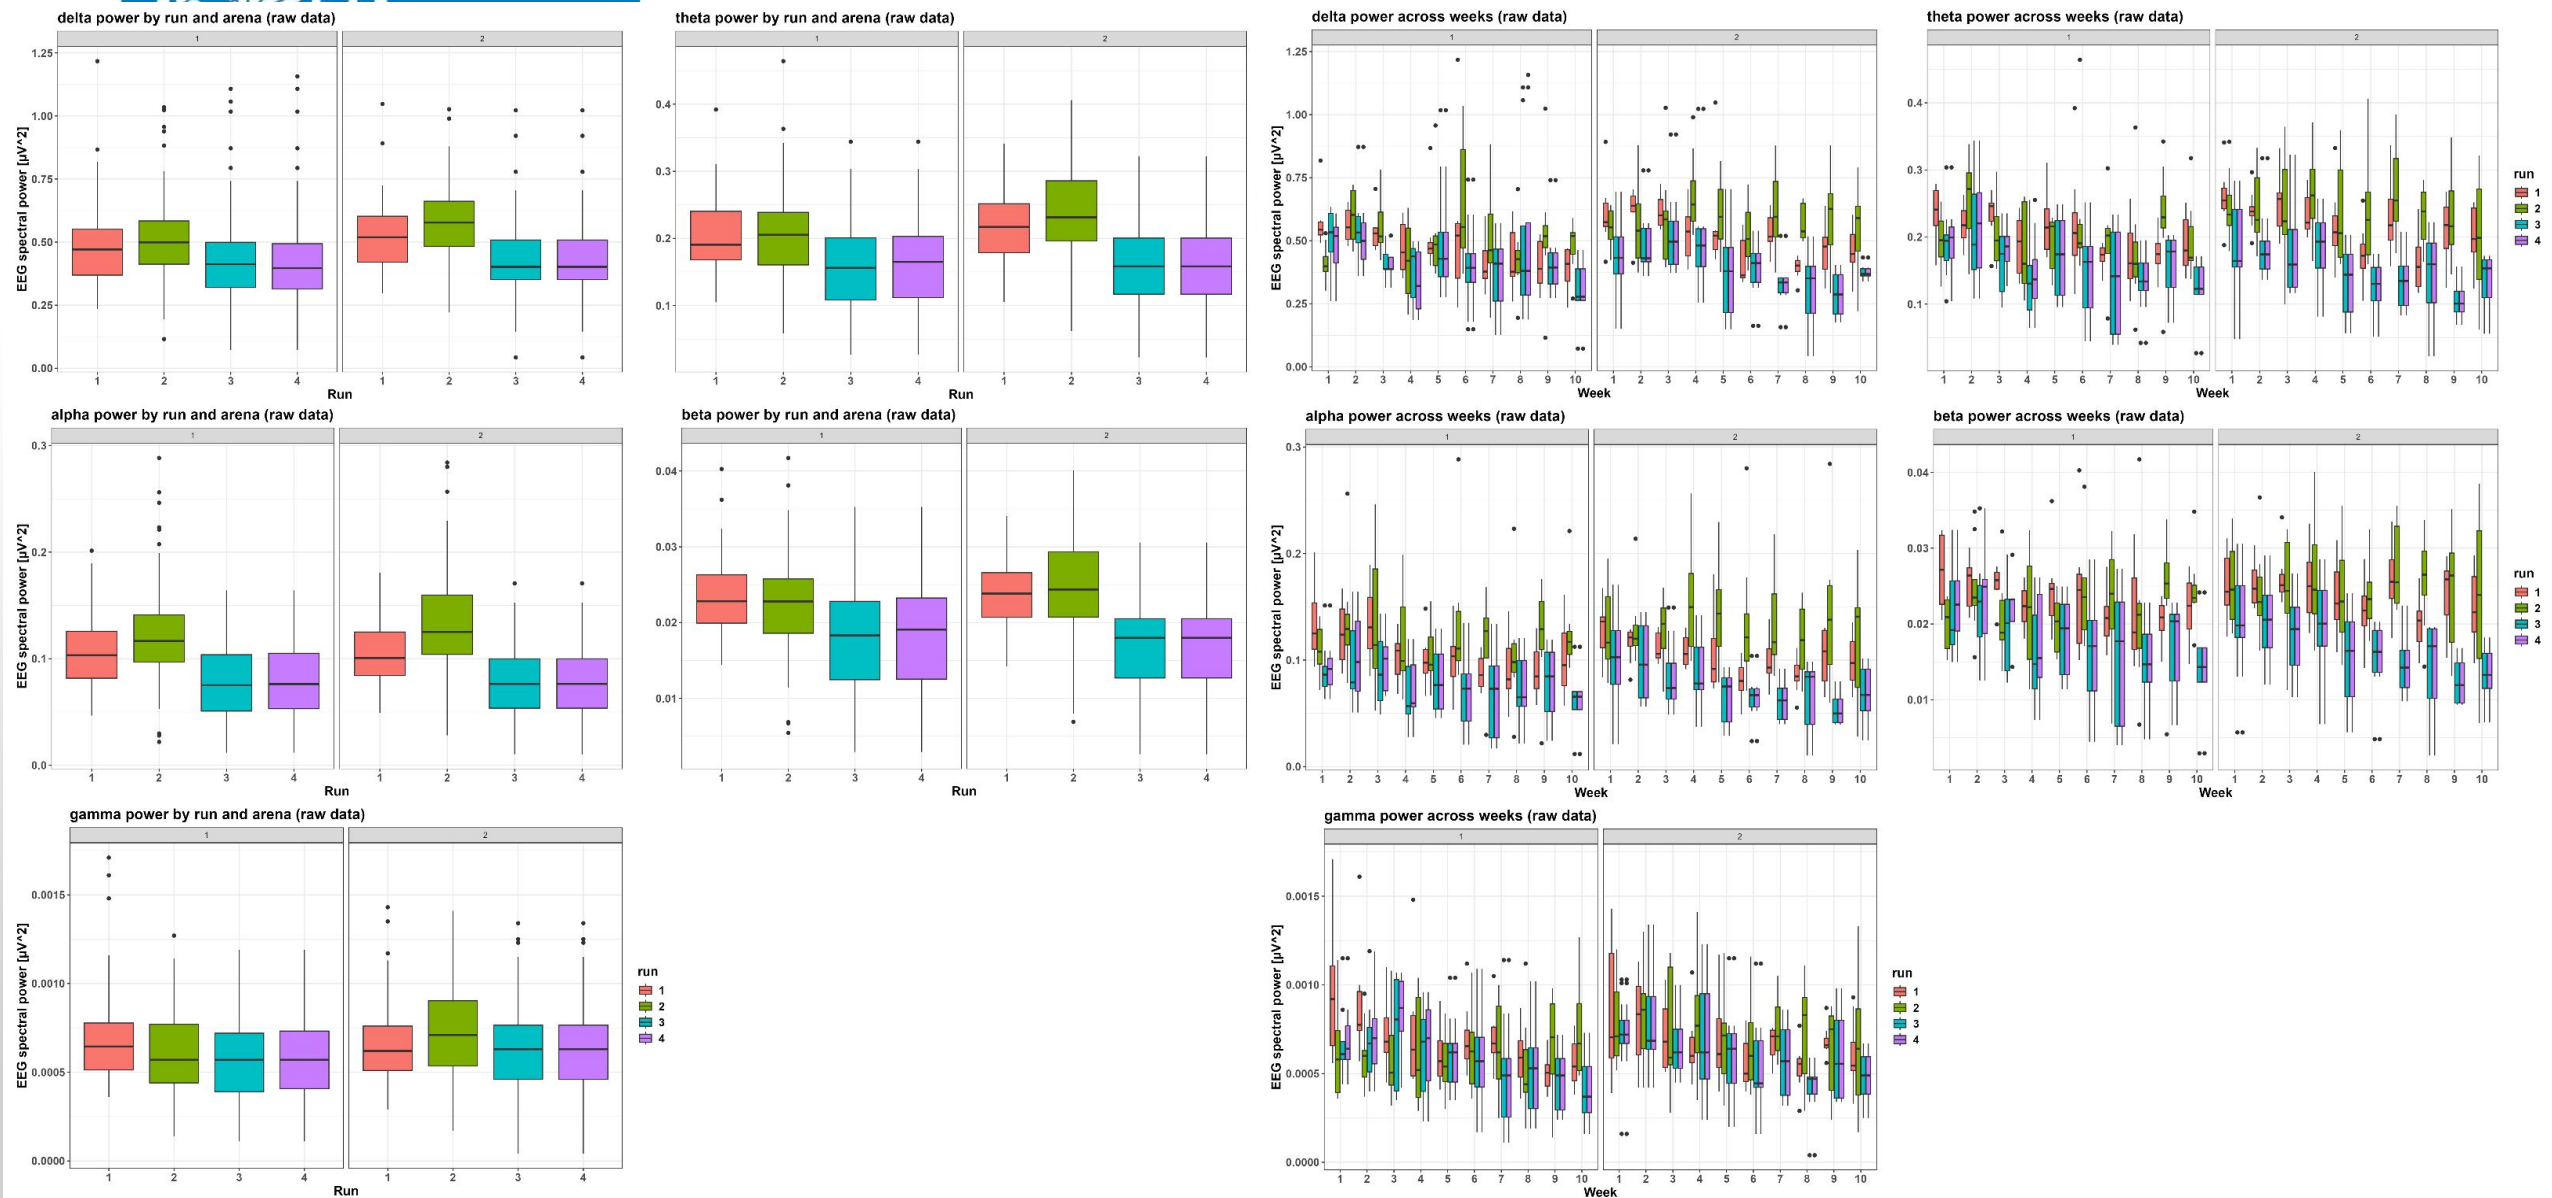 delta power by run and arena (raw data)
1 2
EEG spectral power [µV^2]
1.25
1.00
0.75
0.50
0.25
0.00
1 2 3 4 1 2 3 4
Run
theta power by run and arena (raw data)
1 2
0.4
0.3
0.2
0.1
1 2 3 4 1 2 3 4
Run
delta power across weeks (raw data)
1 2
EEG spectral power [µV^2]
1.25
1.00
0.75
0.50
0.25
0.00
1 2 3 4 5 6 7 8 9 10 1 2 3 4 5 6 7 8 9 10
Week
theta power across weeks (raw data)
1 2
0.4
0.3
0.2
0.1
1 2 3 4 5 6 7 8 9 10 1 2 3 4 5 6 7 8 9 10
Week
run
1
2
3
4
alpha power by run and arena (raw data)
1 2
EEG spectral power [µV^2]
0.3
0.2
0.1
0.0
1 2 3 4 1 2 3 4
Run
beta power by run and arena (raw data)
1 2
0.04
0.03
0.02
0.01
1 2 3 4 1 2 3 4
Run
alpha power across weeks (raw data)
1 2
EEG spectral power [µV^2]
0.3
0.2
0.1
0.0
1 2 3 4 5 6 7 8 9 10 1 2 3 4 5 6 7 8 9 10
Week
beta power across weeks (raw data)
1 2
0.04
0.03
0.02
0.01
1 2 3 4 5 6 7 8 9 10 1 2 3 4 5 6 7 8 9 10
Week
run
1
2
3
4
gamma power by run and arena (raw data)
1 2
EEG spectral power [µV^2]
0.0015
0.0010
0.0005
0.0000
1 2 3 4 1 2 3 4
Run
run
1
2
3
4
gamma power across weeks (raw data)
1 2
EEG spectral power [µV^2]
0.0015
0.0010
0.0005
0.0000
1 2 3 4 5 6 7 8 9 10 1 2 3 4 5 6 7 8 9 10
Week
run
1
2
3
4